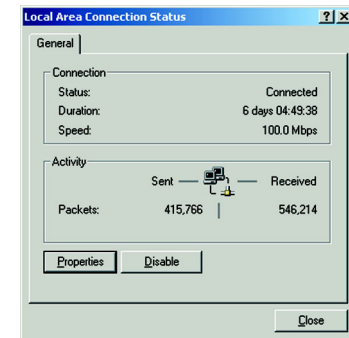 Local Area Connection Status
General
Connection
Status: Connected
Duration: 6 days 04:49:38
Speed: 100.0 Mbps
Activity
Sent Received
Packets: 415,766 546,214
Properties Disable
Close